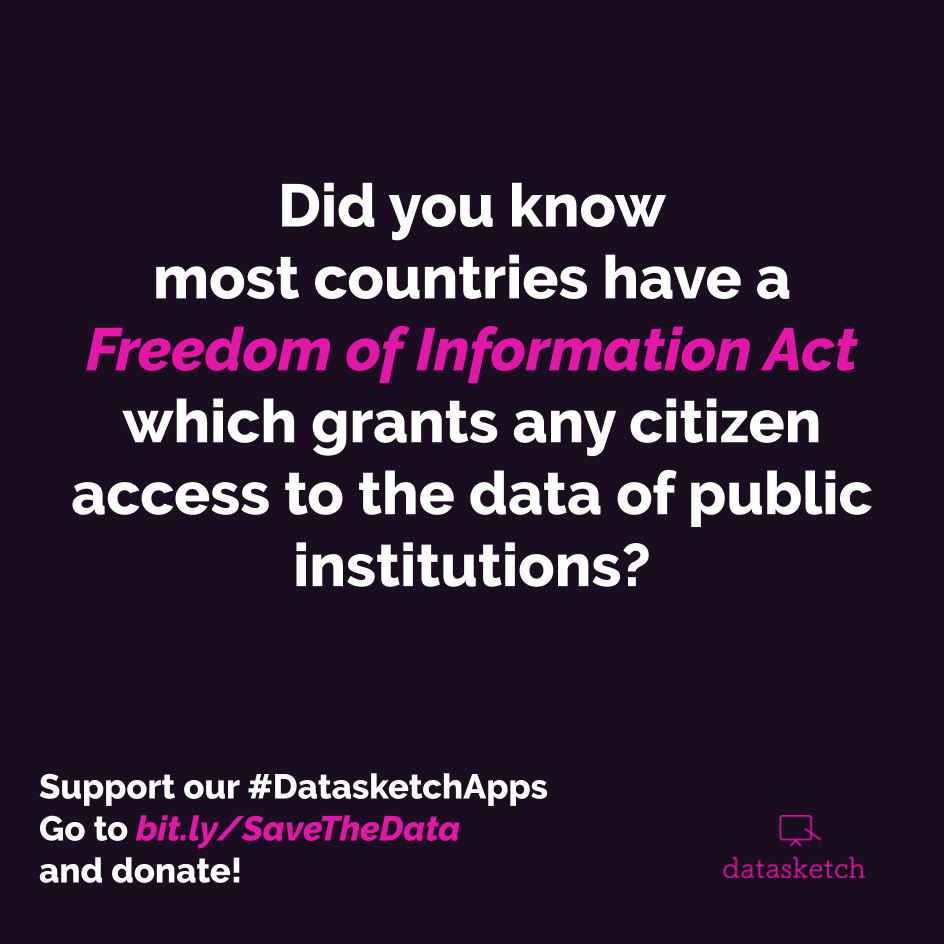 Did you know
most countries have a
Freedom of Information Act
which grants any citizen
access to the data of public
institutions?
Support our #DatasketchApps
Go to bit.ly/SaveTheData
and donate!
datasketch